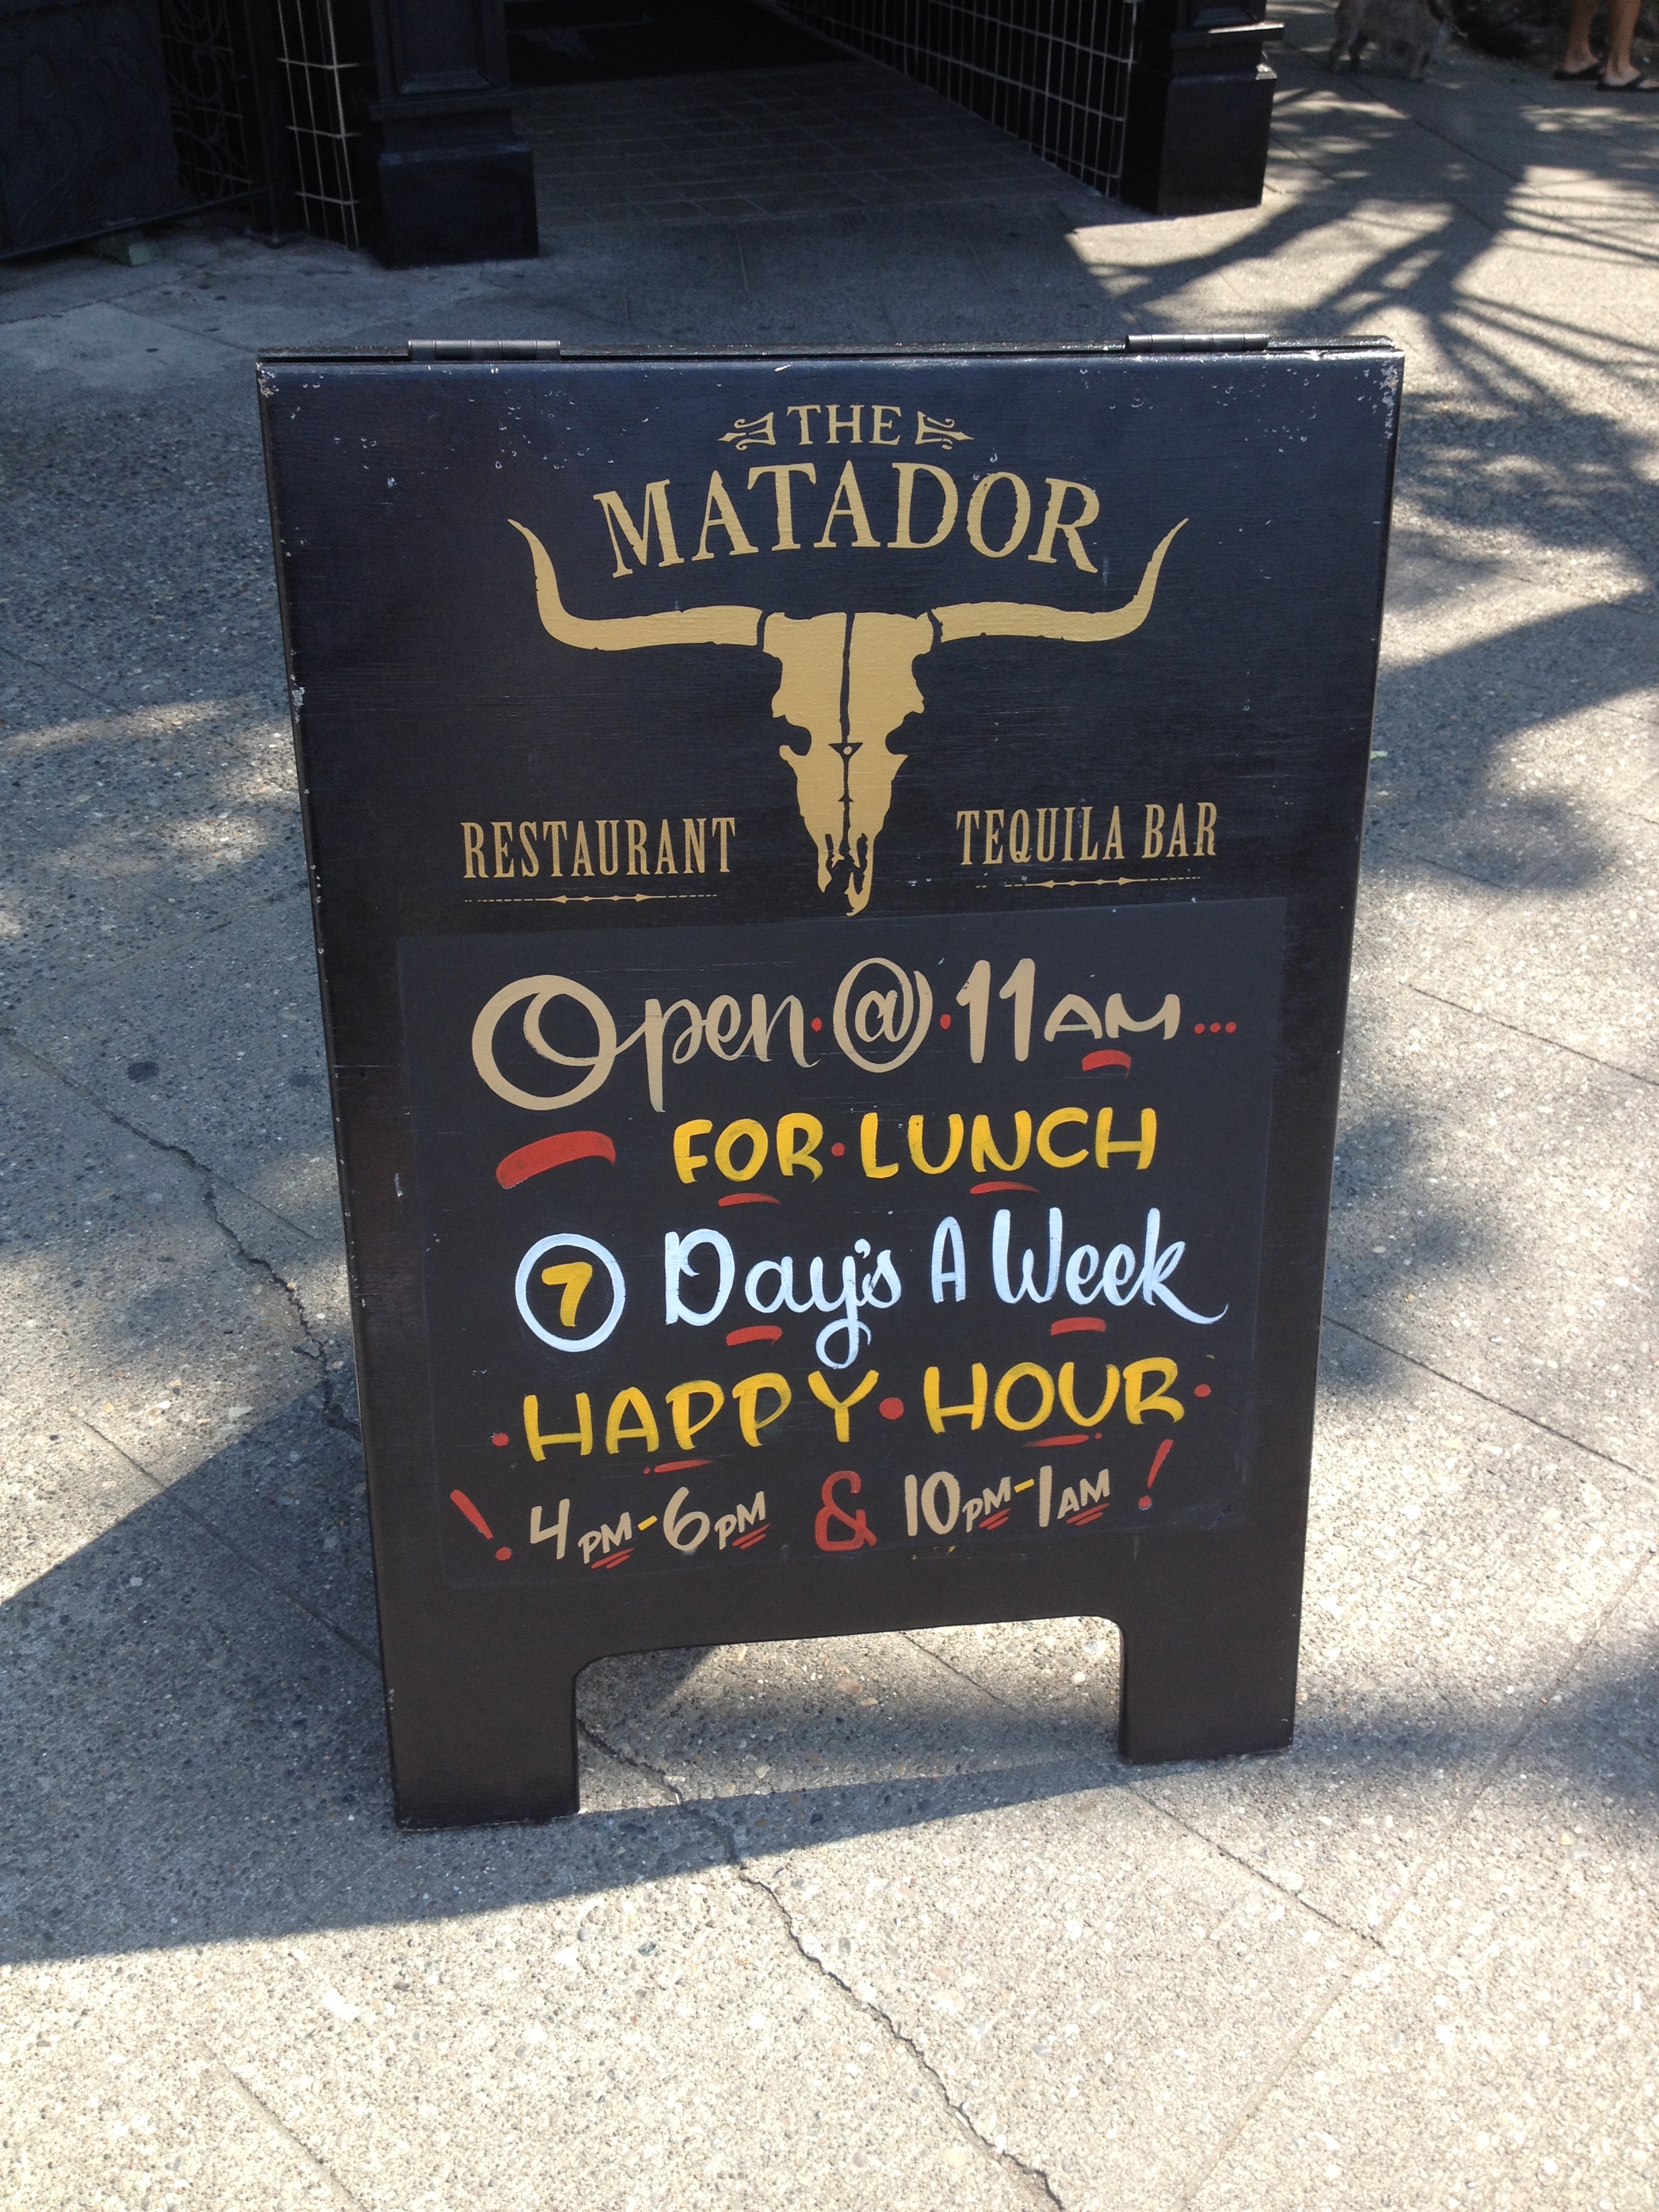 THE
MATADOR
RESTAURANT TEQUILA BAR
Open · @ · 11AM...
FOR · LUNCH
7 Day's A Week
· HAPPY · HOUR ·
! 4PM-6PM & 10PM-1AM !